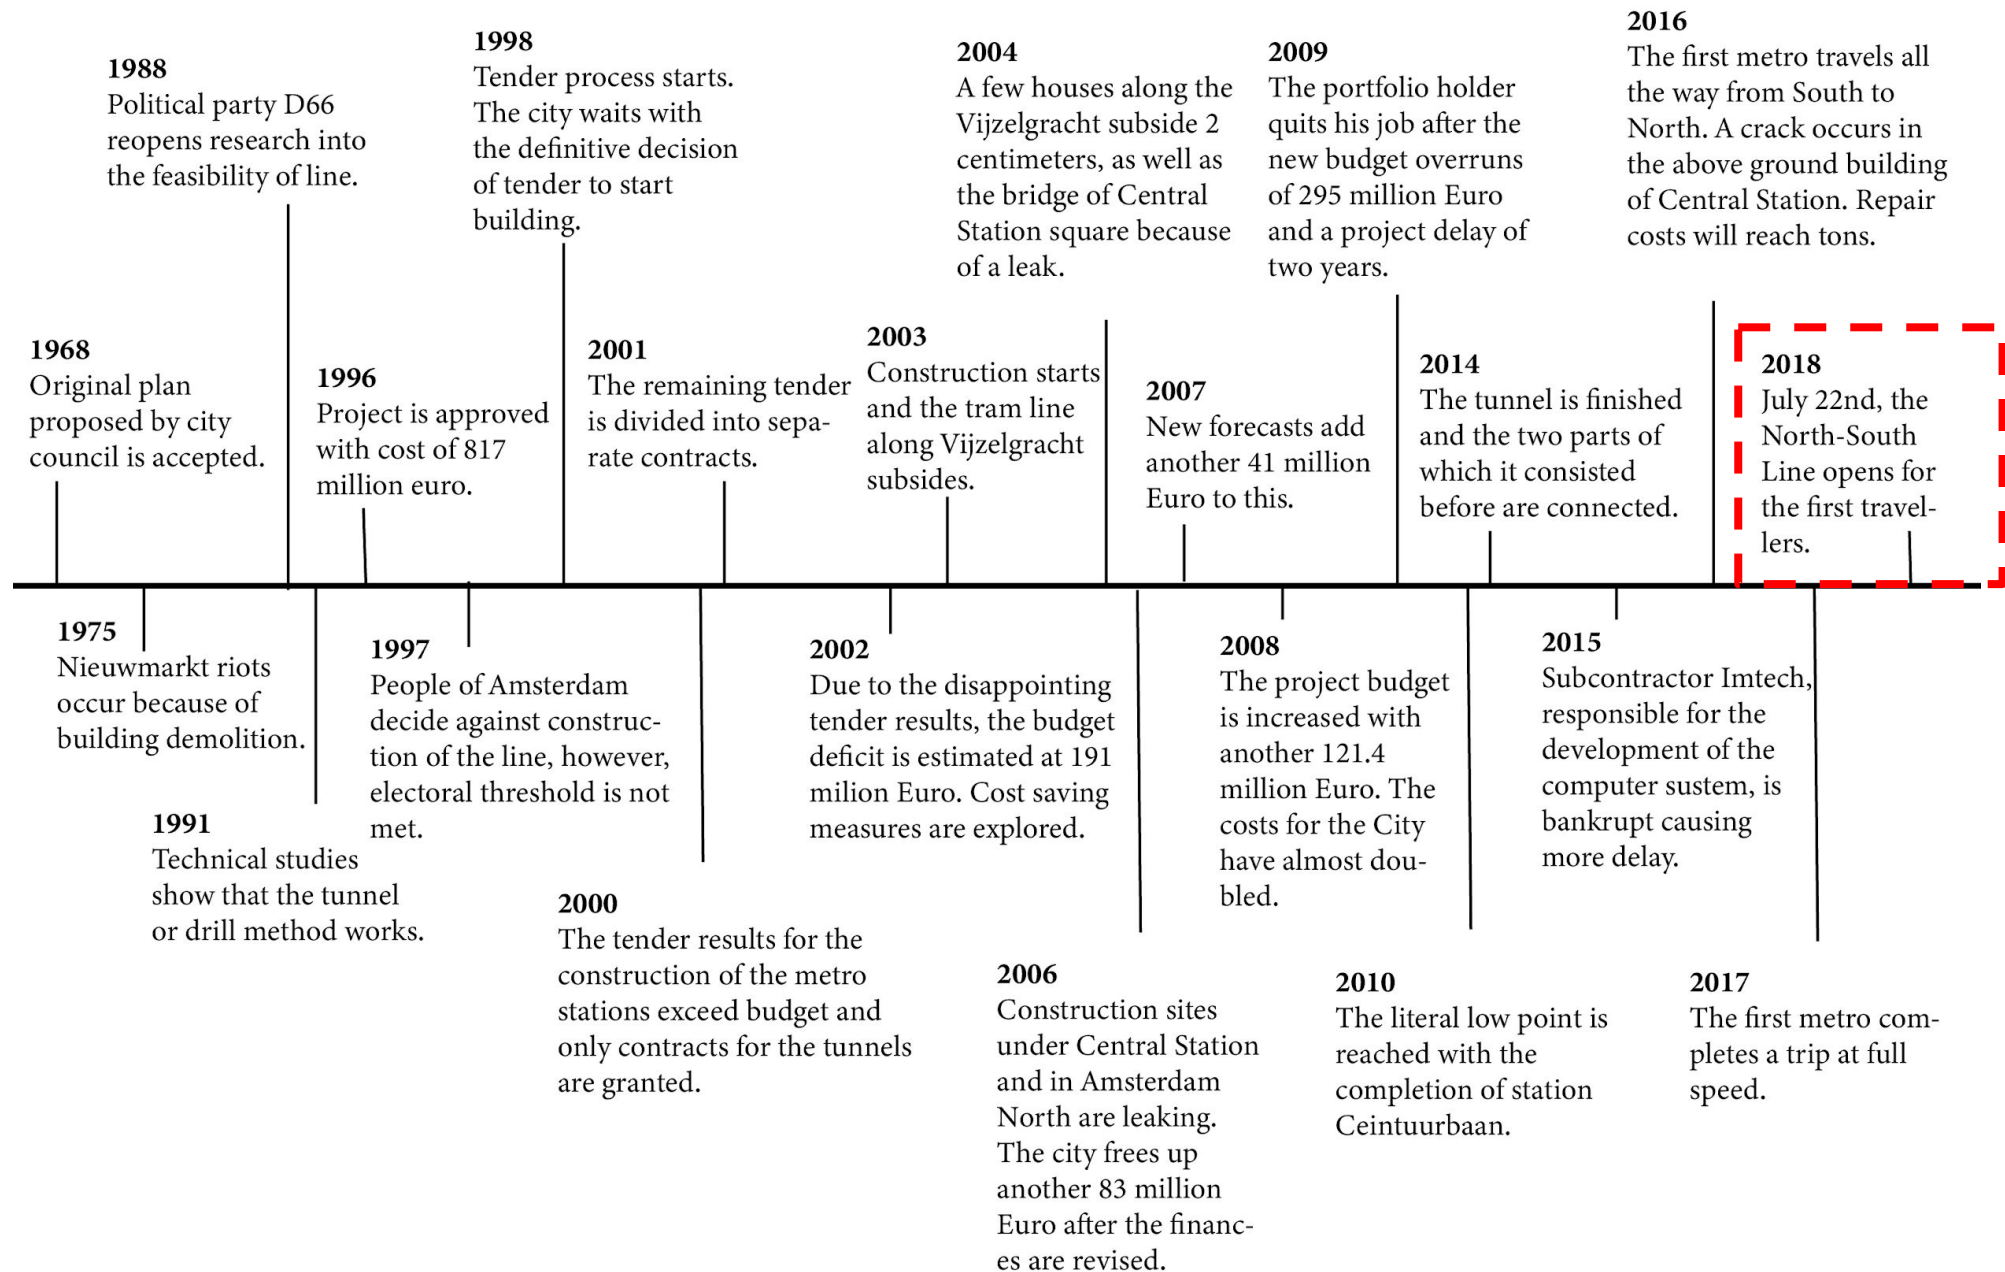 1968
Original plan
proposed by city
council is accepted.
1975
Nieuwmarkt riots
occur because of
building demolition.
1988
Political party D66
reopens research into
the feasibility of line.
1991
Technical studies
show that the tunnel
or drill method works.
1996
Project is approved
with cost of 817
million euro.
1997
People of Amsterdam
decide against construc-
tion of the line, however,
electoral threshold is not
met.
1998
Tender process starts.
The city waits with
the definitive decision
of tender to start
building.
2000
The tender results for the
construction of the metro
stations exceed budget and
only contracts for the tunnels
are granted.
2001
The remaining tender
is divided into sepa-
rate contracts.
2002
Due to the disappointing
tender results, the budget
deficit is estimated at 191
milion Euro. Cost saving
measures are explored.
2003
Construction starts
and the tram line
along Vijzelgracht
subsides.
2004
A few houses along the
Vijzelgracht subside 2
centimeters, as well as
the bridge of Central
Station square because
of a leak.
2006
Construction sites
under Central Station
and in Amsterdam
North are leaking.
The city frees up
another 83 million
Euro after the financ-
es are revised.
2007
New forecasts add
another 41 million
Euro to this.
2008
The project budget
is increased with
another 121.4
million Euro. The
costs for the City
have almost dou-
bled.
2009
The portfolio holder
quits his job after the
new budget overruns
of 295 million Euro
and a project delay of
two years.
2010
The literal low point is
reached with the
completion of station
Ceintuurbaan.
2014
The tunnel is finished
and the two parts of
which it consisted
before are connected.
2015
Subcontractor Imtech,
responsible for the
development of the
computer sustem, is
bankrupt causing
more delay.
2016
The first metro travels all
the way from South to
North. A crack occurs in
the above ground building
of Central Station. Repair
costs will reach tons.
2017
The first metro com-
pletes a trip at full
speed.
2018
July 22nd, the
North-South
Line opens for
the first travel-
lers.